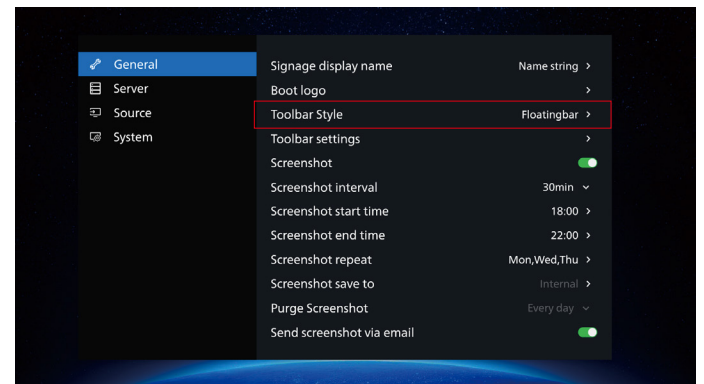 General
Server
Source
System
Signage display name Name string
Boot logo
Toolbar Style Floatingbar
Toolbar settings
Screenshot
Screenshot interval 30min
Screenshot start time 18:00
Screenshot end time 22:00
Screenshot repeat Mon,Wed,Thu
Screenshot save to Internal
Purge Screenshot Every day
Send screenshot via email